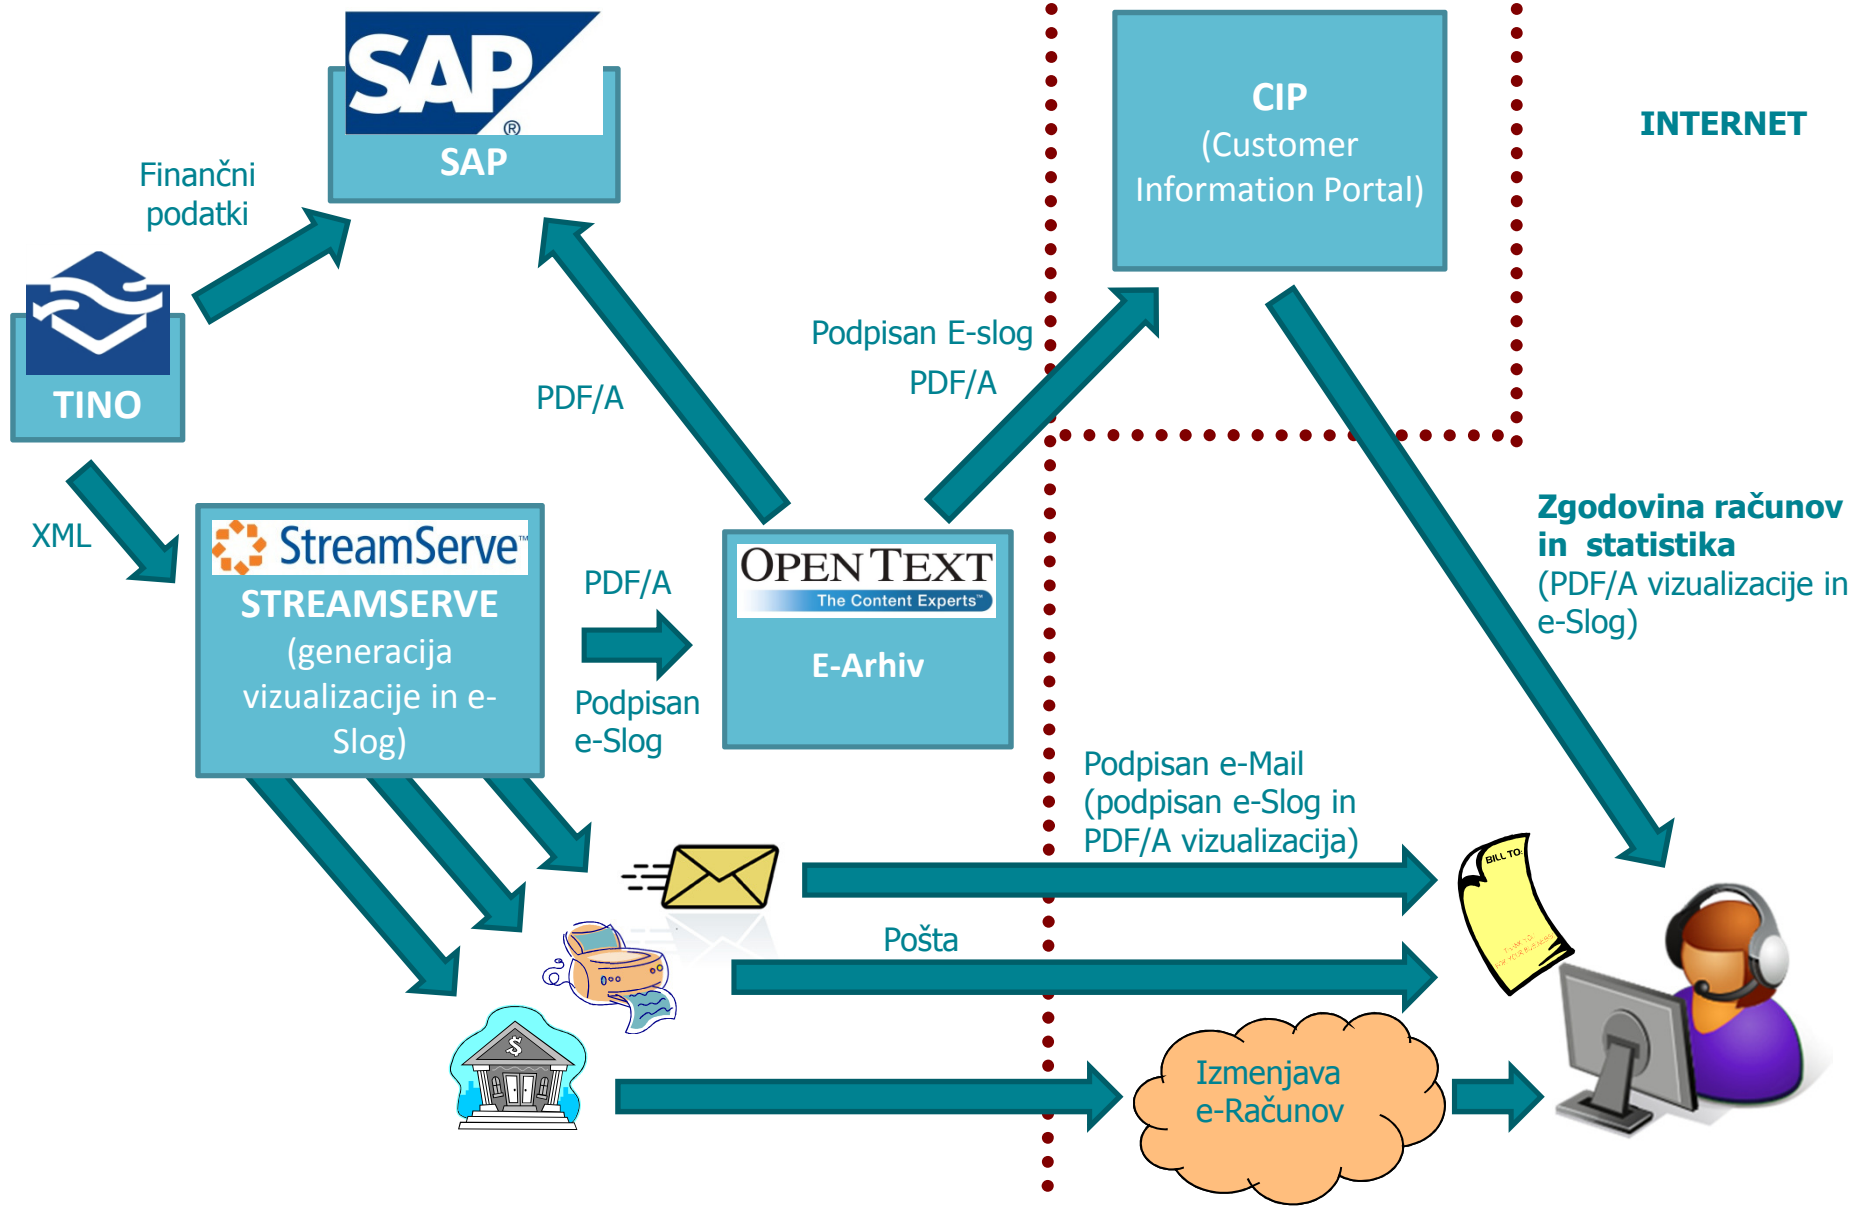 SAP
®
SAP
CIP
(Customer
Information Portal)
INTERNET
Finančni
podatki
TINO
Podpisan E-slog
PDF/A
PDF/A
XML
StreamServe™
STREAMSERVE
(generacija
vizualizacije in e-
Slog)
PDF/A
Podpisan
e-Slog
OPEN TEXT
The Content Experts™
E-Arhiv
Zgodovina računov
in statistika
(PDF/A vizualizacije in
e-Slog)
Podpisan e-Mail
(podpisan e-Slog in
PDF/A vizualizacija)
BILL TO:
Pošta
$
Izmenjava
e-Računov